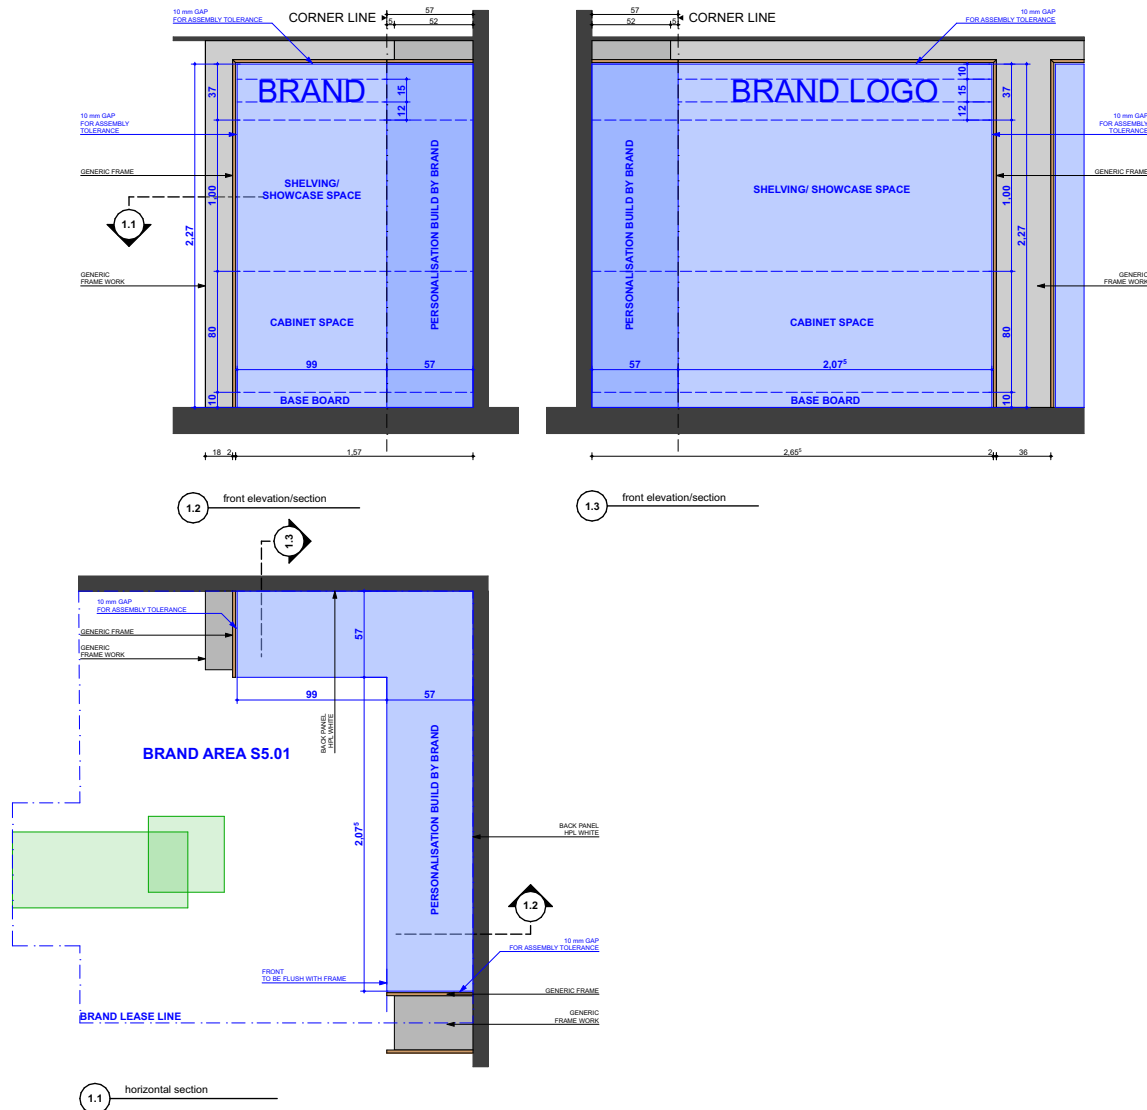 10 mm GAP
FOR ASSEMBLY TOLERANCE
CORNER LINE
57
5
52
BRAND
37
15
12
10 mm GAP
FOR ASSEMBLY
TOLERANCE
GENERIC FRAME
SHELVING/
SHOWCASE SPACE
1,00
1.1
2,27
PERSONALISATION BUILD BY BRAND
GENERIC
FRAME WORK
CABINET SPACE
80
99
57
10
BASE BOARD
18
2
1,57
1.2
front elevation/section
57
52
5
CORNER LINE
10 mm GAP
FOR ASSEMBLY TOLERANCE
BRAND LOGO
10
15
12
37
10 mm GAP
FOR ASSEMBLY
TOLERANCE
PERSONALISATION BUILD BY BRAND
SHELVING/ SHOWCASE SPACE
GENERIC FRAME
1,00
2,27
GENERIC
FRAME WORK
CABINET SPACE
80
57
2,07⁵
10
BASE BOARD
2,65⁵
2
36
1.3
front elevation/section
1.3
10 mm GAP
FOR ASSEMBLY TOLERANCE
GENERIC FRAME
GENERIC
FRAME WORK
57
99
57
BACK PANEL
HPL WHITE
BRAND AREA S5.01
PERSONALISATION BUILD BY BRAND
2,07⁵
BACK PANEL
HPL WHITE
1.2
10 mm GAP
FOR ASSEMBLY TOLERANCE
FRONT
TO BE FLUSH WITH FRAME
GENERIC FRAME
BRAND LEASE LINE
GENERIC
FRAME WORK
1.1
horizontal section